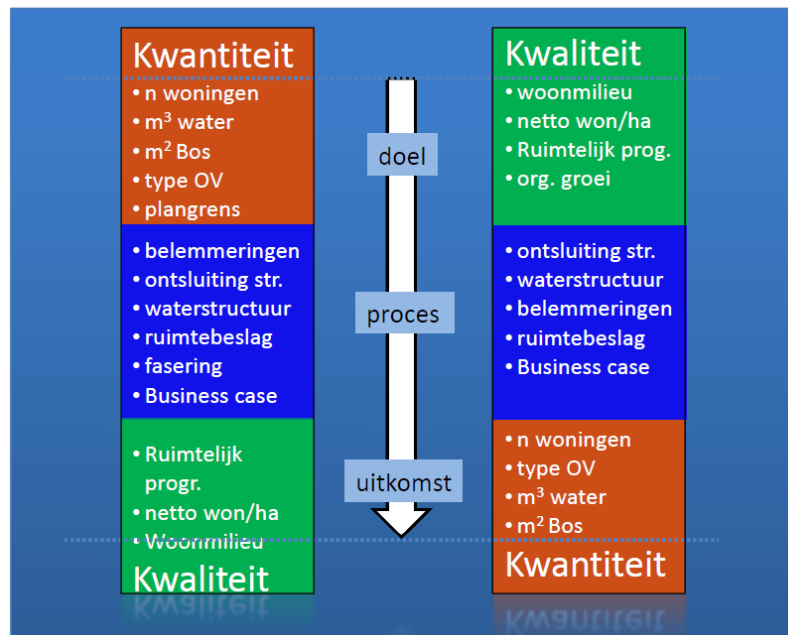 Kwantiteit
• n woningen
• m³ water
• m² Bos
• type OV
• plangrens
• belemmeringen
• ontsluiting str.
• waterstructuur
• ruimtebeslag
• fasering
• Business case
• Ruimtelijk
progr.
• netto won/ha
• Woonmilieu
Kwaliteit
doel
proces
uitkomst
Kwaliteit
• woonmilieu
• netto won/ha
• Ruimtelijk prog.
• org. groei
• ontsluiting str.
• waterstructuur
• belemmeringen
• ruimtebeslag
• Business case
• n woningen
• type OV
• m³ water
• m² Bos
Kwantiteit